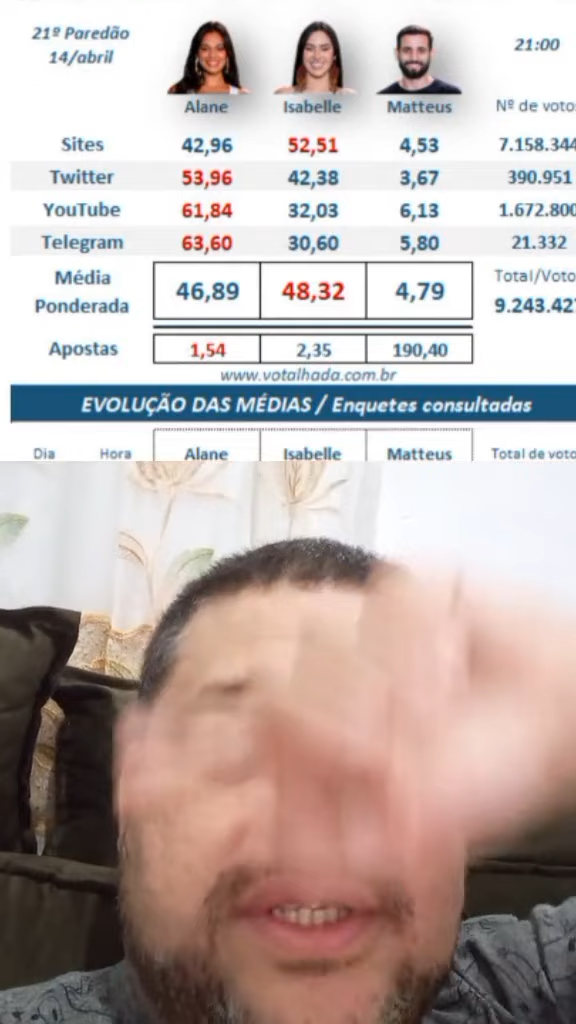 21º Paredão
14/abril
21:00
Alane Isabelle Matteus Nº de voto
Sites 42,96 52,51 4,53 7.158.344
Twitter 53,96 42,38 3,67 390.951
YouTube 61,84 32,03 6,13 1.672.800
Telegram 63,60 30,60 5,80 21.332
Média Ponderada 46,89 48,32 4,79
Total/Voto
9.243.427
Apostas 1,54 2,35 190,40
www.votalhada.com.br
EVOLUÇÃO DAS MÉDIAS / Enquetes consultadas
Dia Hora Alane Isabelle Matteus Total de voto